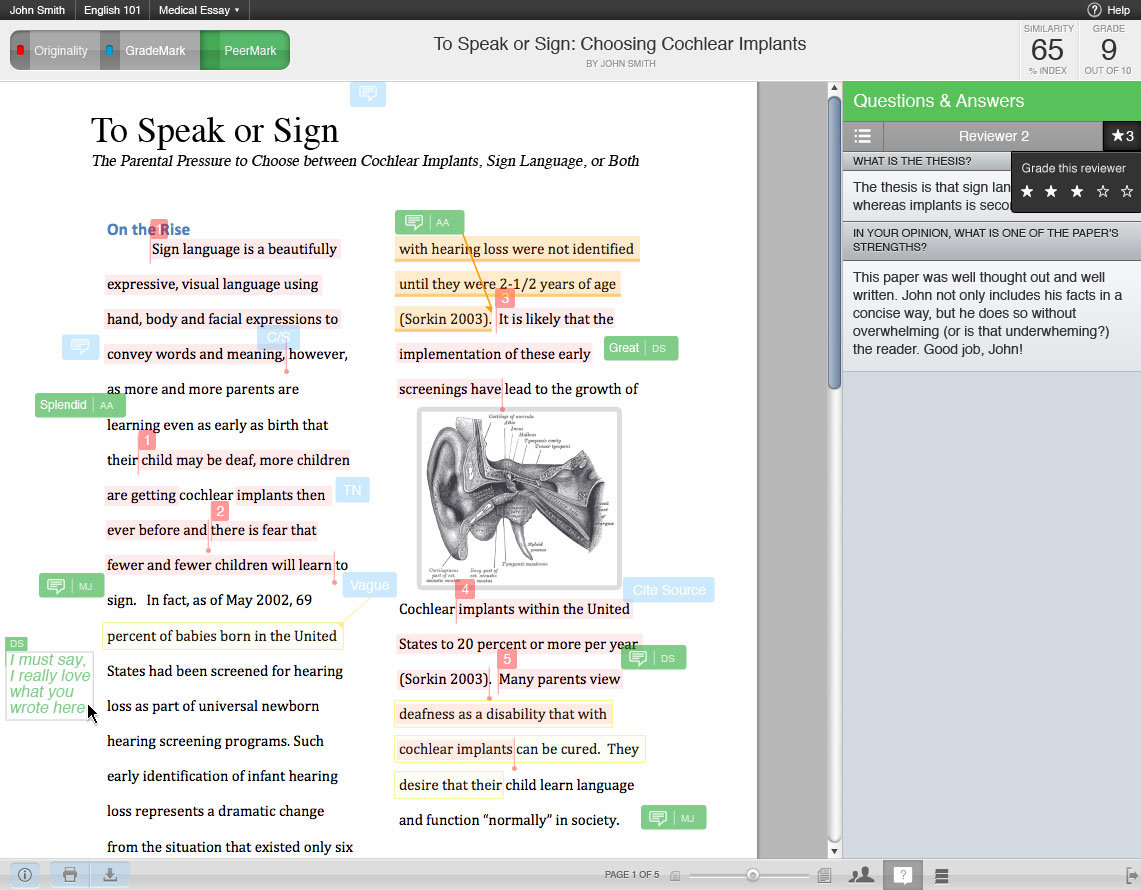 John Smith English 101 Medical Essay Help
Originality GradeMark PeerMark
To Speak or Sign: Choosing Cochlear Implants
BY JOHN SMITH
SIMILARITY
65
% INDEX
GRADE
9
OUT OF 10
To Speak or Sign
The Parental Pressure to Choose between Cochlear Implants, Sign Language, or Both
On the Rise
Sign language is a beautifully
expressive, visual language using
hand, body and facial expressions to
C/S
convey words and meaning, however,
as more and more parents are
Splendid AA
learning even as early as birth that
1
their child may be deaf, more children
are getting cochlear implants then
TN
2
ever before and there is fear that
fewer and fewer children will learn to
MJ
Vague
sign. In fact, as of May 2002, 69
percent of babies born in the United
DS
I must say,
I really love
what you
wrote here
States had been screened for hearing
loss as part of universal newborn
hearing screening programs. Such
early identification of infant hearing
loss represents a dramatic change
from the situation that existed only six
AA
with hearing loss were not identified
until they were 2-1/2 years of age
3
(Sorkin 2003). It is likely that the
implementation of these early
Great DS
screenings have lead to the growth of
Cartilage of auricula
Attic
Incus
Malleus
Tympanic cavity
Tensor tympani
Tympanic membrane
Cite Source
4
Cochlear implants within the United
States to 20 percent or more per year
DS
5
(Sorkin 2003). Many parents view
deafness as a disability that with
cochlear implants can be cured. They
desire that their child learn language
and function “normally” in society.
MJ
Questions & Answers
Reviewer 2
★3
WHAT IS THE THESIS?
Grade this reviewer
The thesis is that sign lan
whereas implants is seco
IN YOUR OPINION, WHAT IS ONE OF THE PAPER'S
STRENGTHS?
This paper was well thought out and well
written. John not only includes his facts in a
concise way, but he does so without
overwhelming (or is that underwheming?)
the reader. Good job, John!
PAGE 1 OF 5